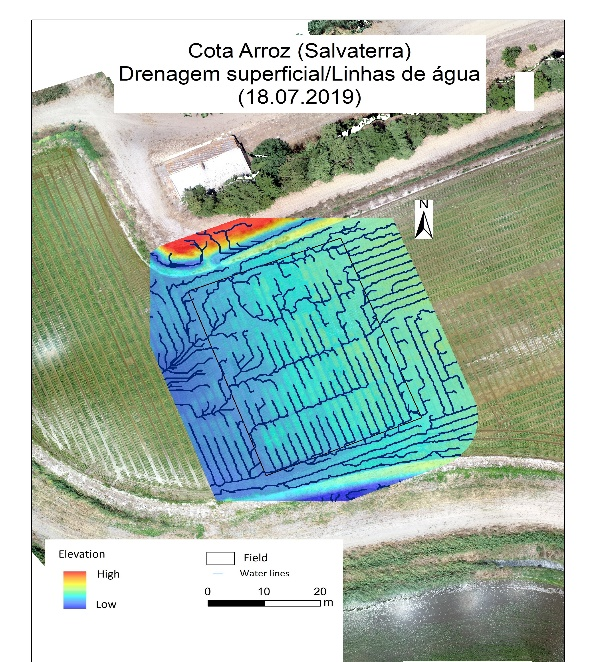 Cota Arroz (Salvaterra)
Drenagem superficial/Linhas de água
(18.07.2019)
N
Elevation
High
Low
Field
Water lines
0 10 20
m